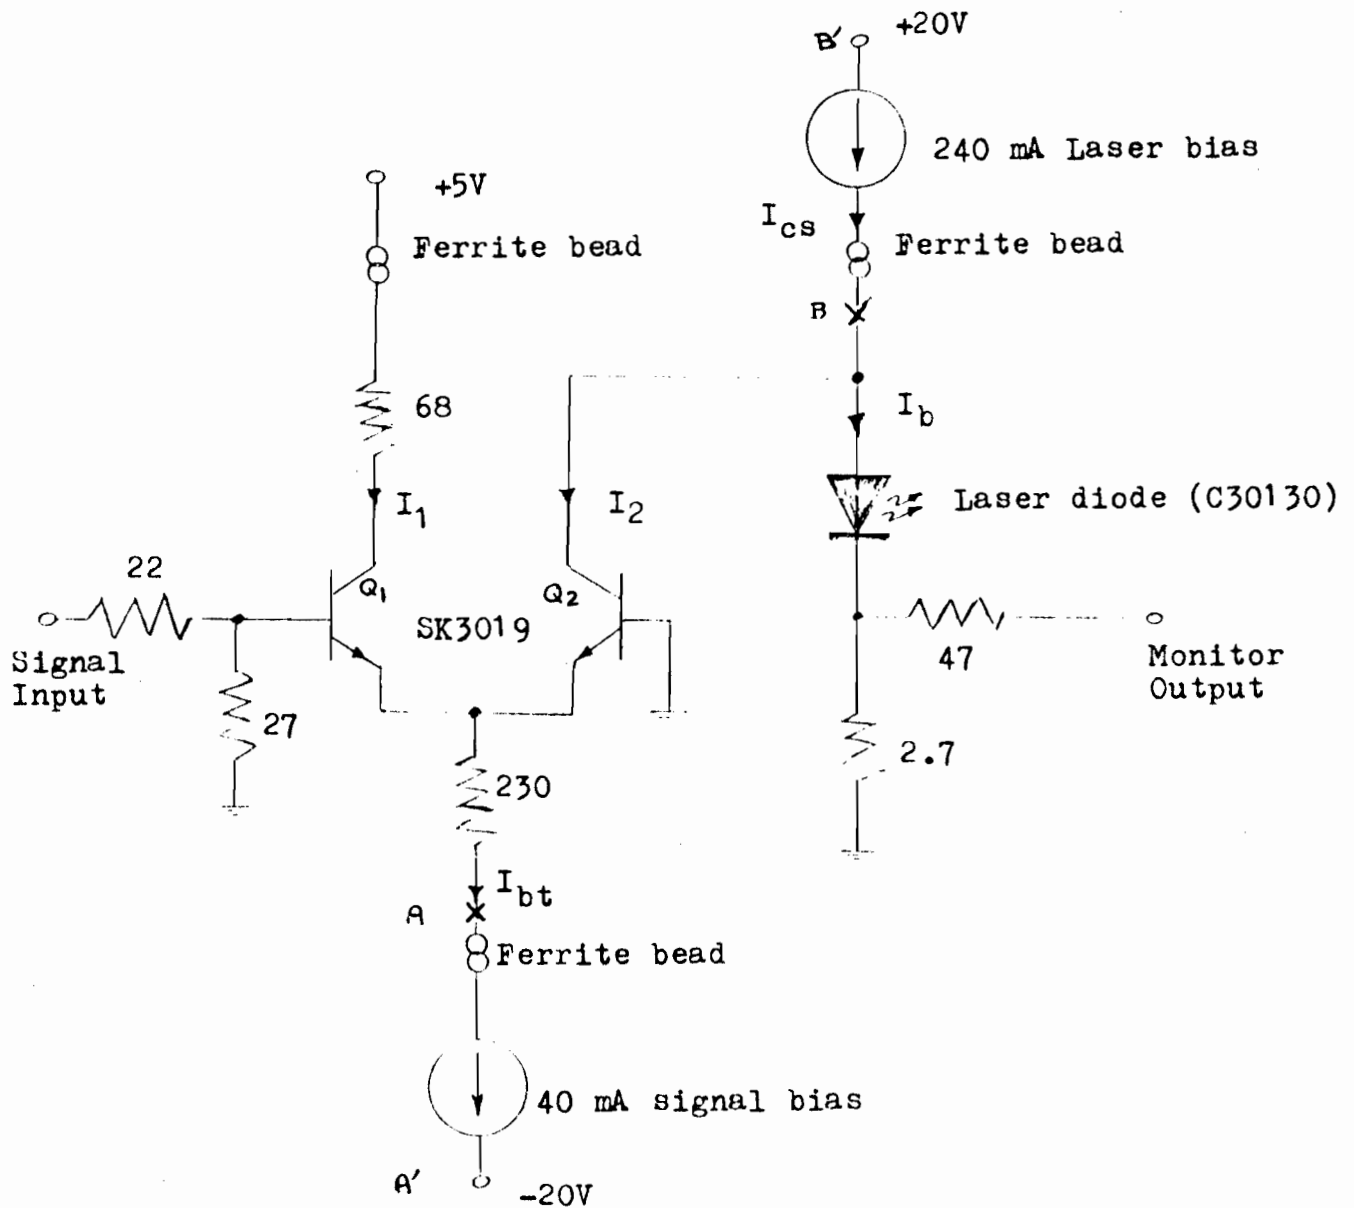 B′
+20V
240 mA Laser bias
+5V
I_cs
Ferrite bead
Ferrite bead
B
68
I_b
I_1
I_2
Laser diode (C30130)
22
Q_1
Q_2
SK3019
Signal
Input
47
Monitor
Output
27
2.7
230
I_bt
A
Ferrite bead
40 mA signal bias
A′
-20V